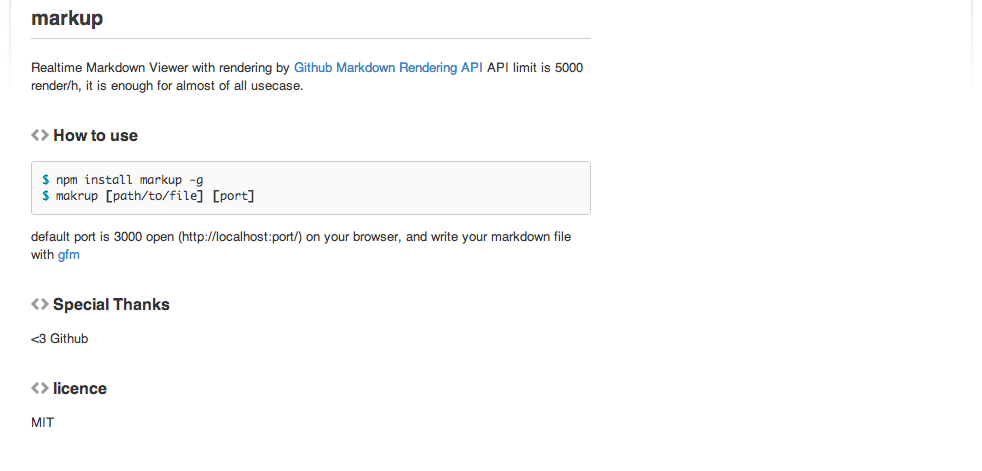 markup
Realtime Markdown Viewer with rendering by Github Markdown Rendering API API limit is 5000
render/h, it is enough for almost of all usecase.
<> How to use
$ npm install markup -g
$ makrup [path/to/file] [port]
default port is 3000 open (http://localhost:port/) on your browser, and write your markdown file
with gfm
<> Special Thanks
<3 Github
<> licence
MIT